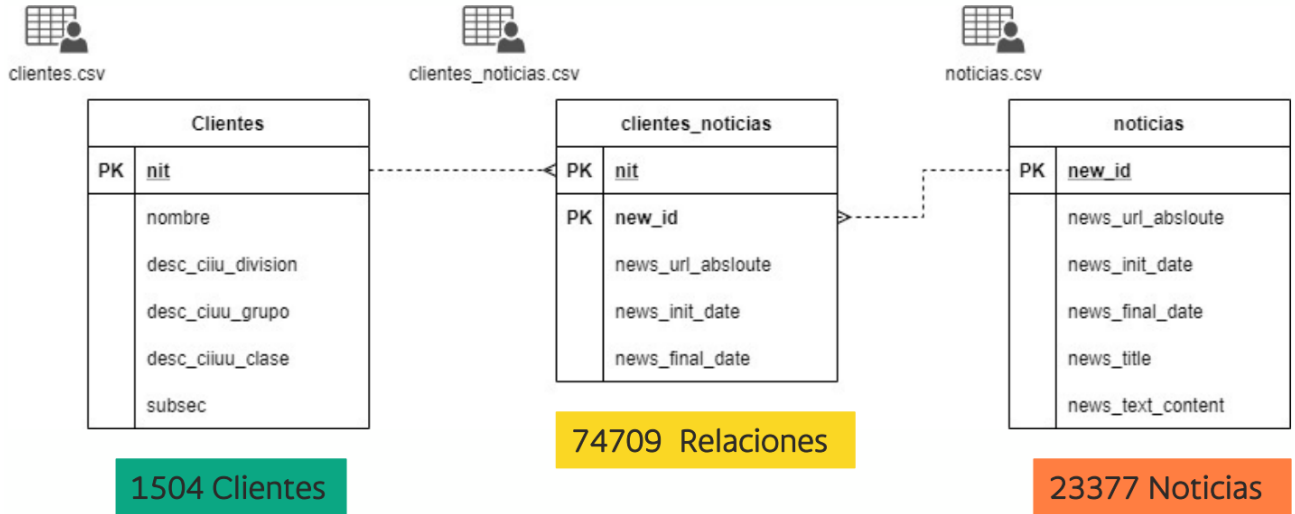 clientes.csv
clientes_noticias.csv
noticias.csv
Clientes
PK nit
nombre
desc_ciiu_division
desc_ciuu_grupo
desc_ciiuu_clase
subsec
1504 Clientes
clientes_noticias
PK nit
PK new_id
news_url_absloute
news_init_date
news_final_date
74709 Relaciones
noticias
PK new_id
news_url_absloute
news_init_date
news_final_date
news_title
news_text_content
23377 Noticias